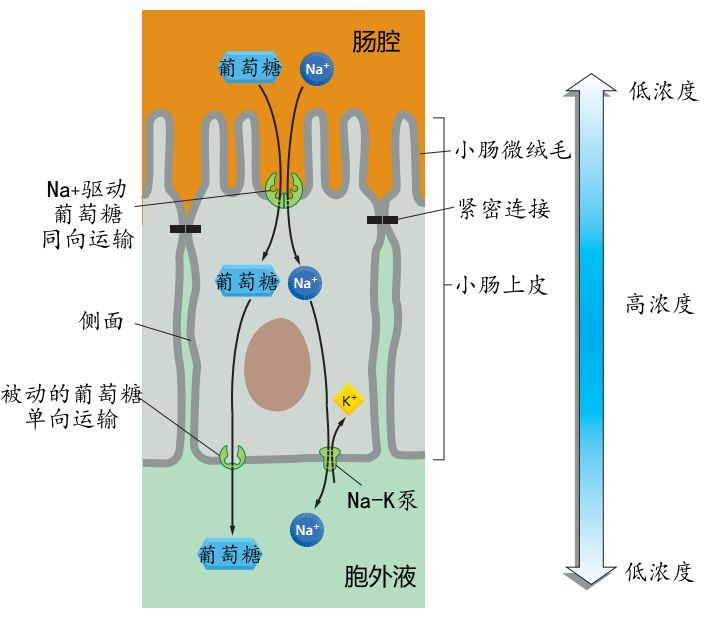 肠腔
葡萄糖
Na+
低浓度
小肠微绒毛
Na+驱动
葡萄糖
同向运输
紧密连接
葡萄糖
Na+
小肠上皮
高浓度
侧面
被动的葡萄糖
单向运输
K+
Na-K泵
Na+
葡萄糖
胞外液
低浓度